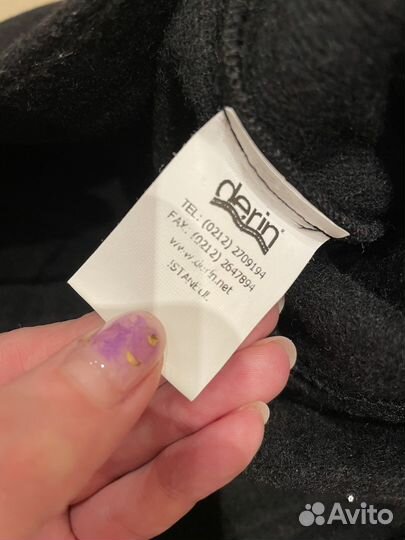 derin
TEL: (0212) 2709194
FAX: (0212) 2647894
www.derin.net
ISTANBUL
Avito